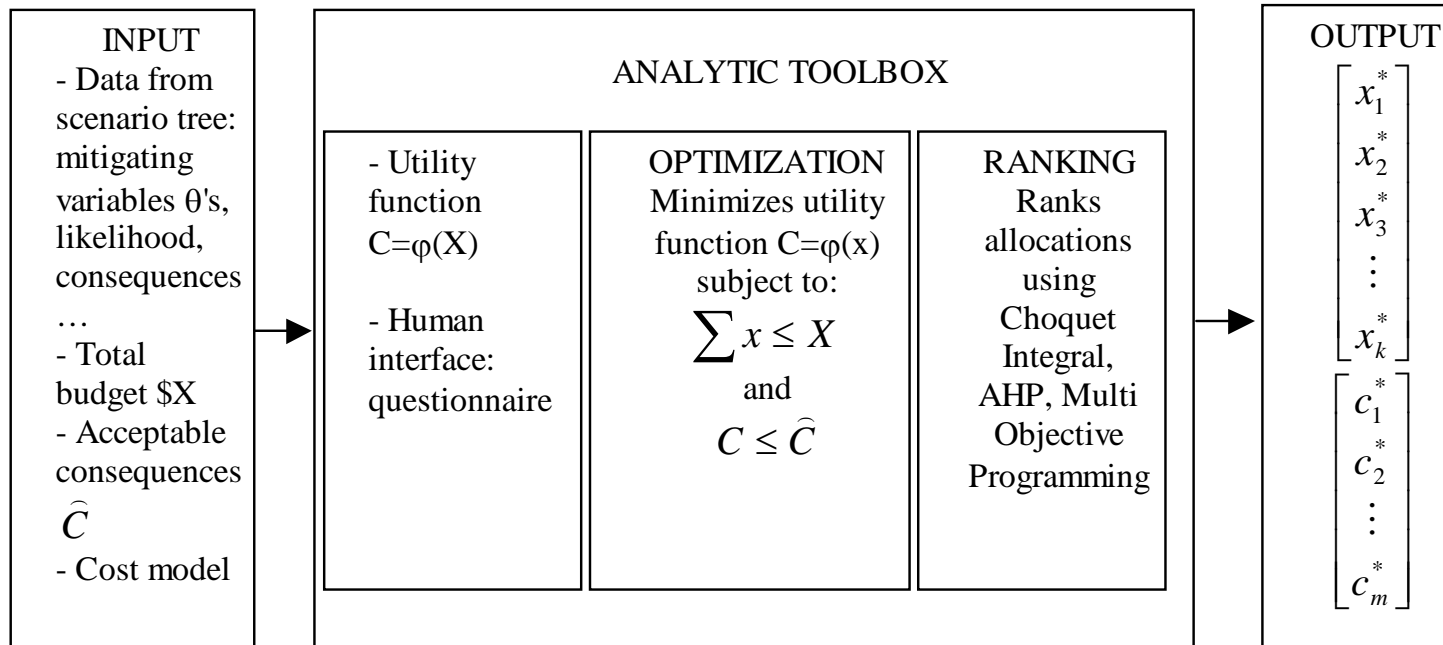 INPUT
- Data from
scenario tree:
mitigating
variables θ's,
likelihood,
consequences
…
- Total
budget $X
- Acceptable
consequences
Ĉ
- Cost model
ANALYTIC TOOLBOX
- Utility
function
C=φ(X)
- Human
interface:
questionnaire
OPTIMIZATION
Minimizes utility
function C=φ(x)
subject to:
∑ x ≤ X
and
C ≤ Ĉ
RANKING
Ranks
allocations
using
Choquet
Integral,
AHP, Multi
Objective
Programming
OUTPUT
x₁*
x₂*
x₃*
⋮
xₖ*
c₁*
c₂*
⋮
cₘ*